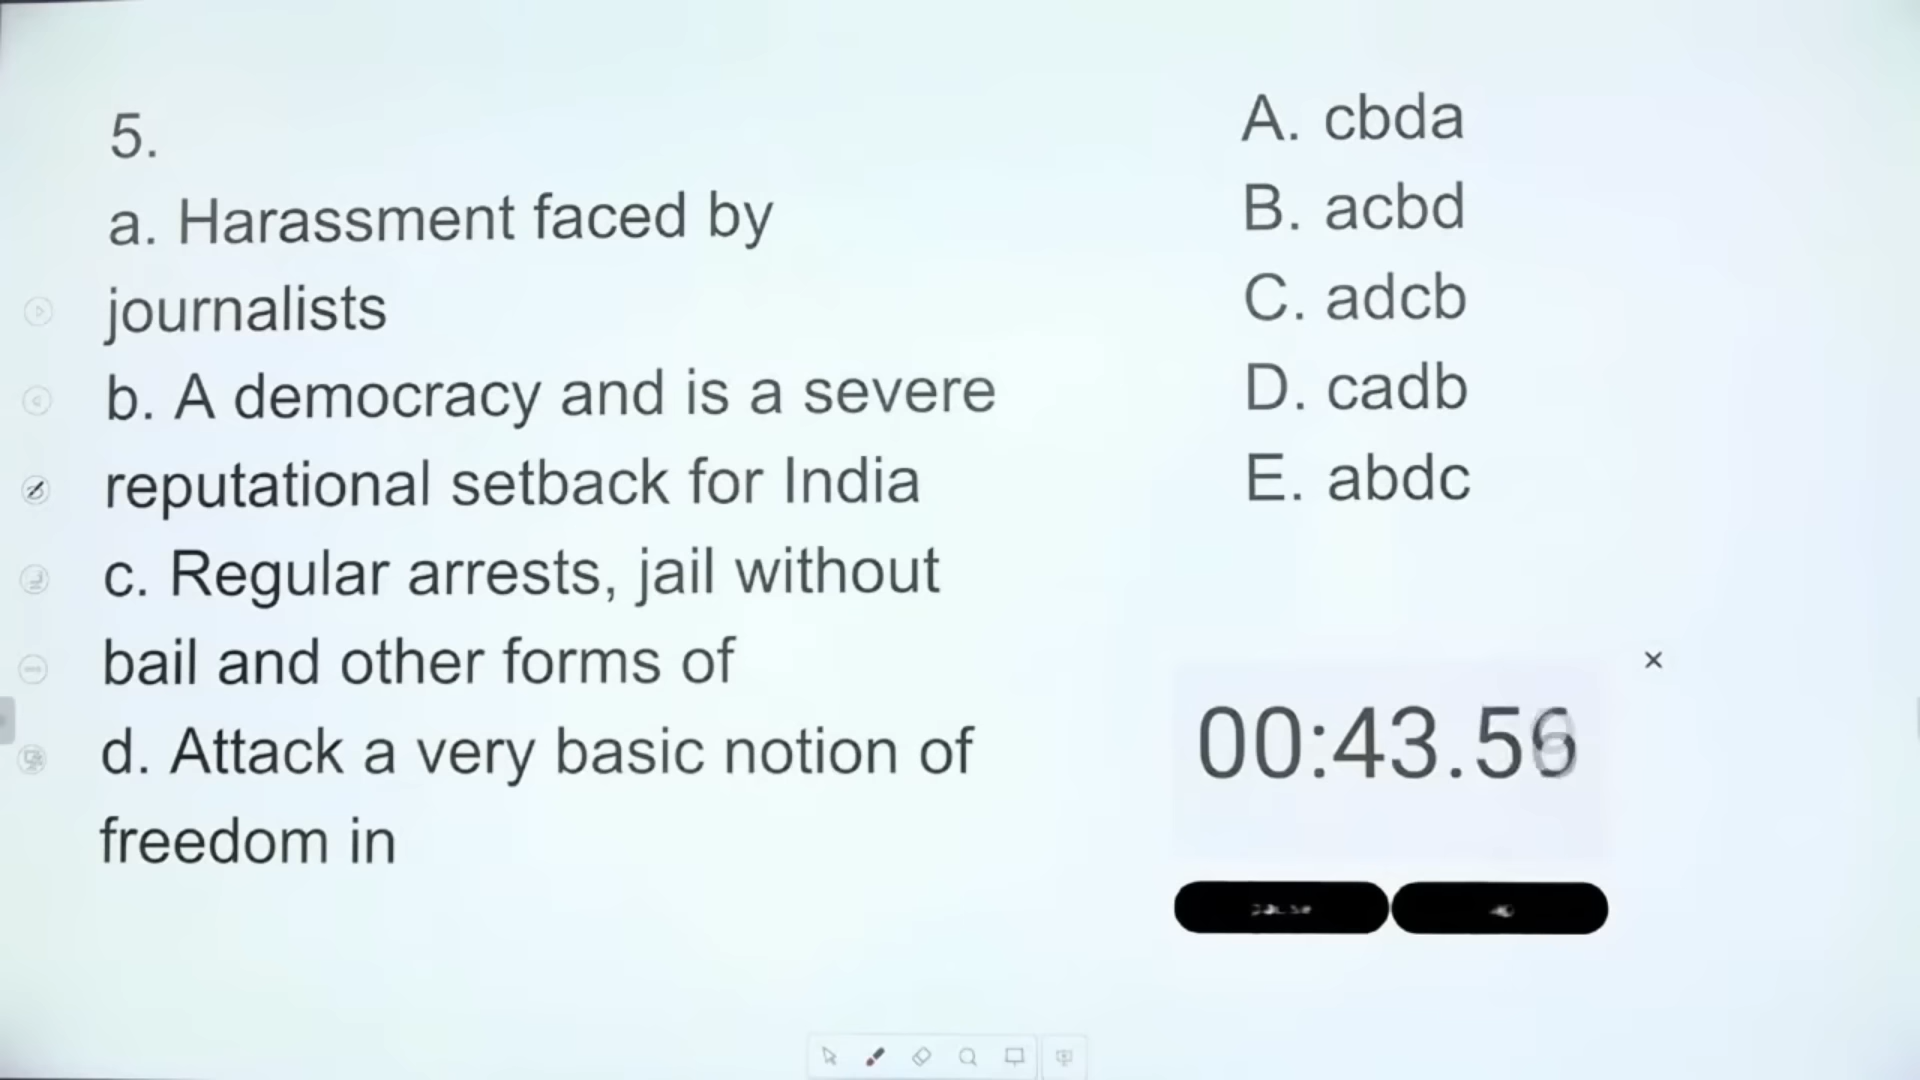 5.
a. Harassment faced by
journalists
b. A democracy and is a severe
reputational setback for India
c. Regular arrests, jail without
bail and other forms of
d. Attack a very basic notion of
freedom in
A. cbda
B. acbd
C. adcb
D. cadb
E. abdc
00:43.56